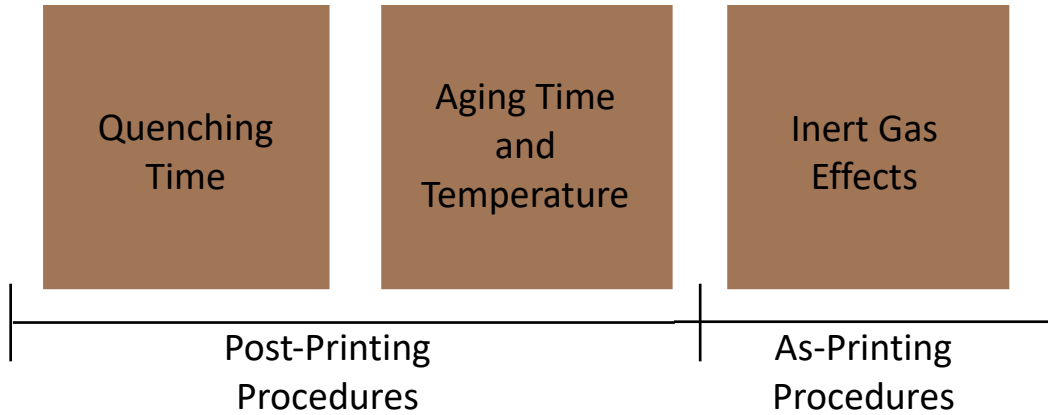 Quenching
Time
Aging Time
and
Temperature
Inert Gas
Effects
Post-Printing
Procedures
As-Printing
Procedures